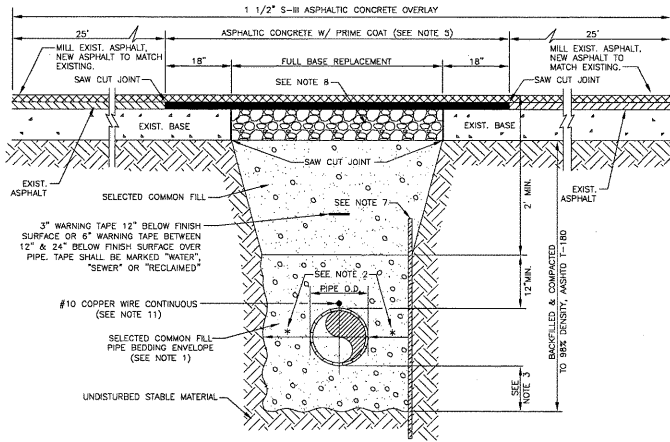 1 1/2" S-III ASPHALTIC CONCRETE OVERLAY
25'
ASPHALTIC CONCRETE W/ PRIME COAT (SEE NOTE 5)
25'
MILL EXIST. ASPHALT,
NEW ASPHALT TO MATCH
EXISTING.
18"
FULL BASE REPLACEMENT
18"
MILL EXIST. ASPHALT,
NEW ASPHALT TO MATCH
EXISTING.
SAW CUT JOINT
SEE NOTE 8
SAW CUT JOINT
EXIST. BASE
EXIST. BASE
SAW CUT JOINT
EXIST.
ASPHALT
EXIST.
ASPHALT
SELECTED COMMON FILL
SEE NOTE 7
2' MIN.
3" WARNING TAPE 12" BELOW FINISH
SURFACE OR 6" WARNING TAPE BETWEEN
12" & 24" BELOW FINISH SURFACE OVER
PIPE. TAPE SHALL BE MARKED "WATER",
"SEWER" OR "RECLAIMED"
SEE NOTE 2
PIPE O.D.
12"MIN.
#10 COPPER WIRE CONTINUOUS
(SEE NOTE 11)
* *
SELECTED COMMON FILL
PIPE BEDDING ENVELOPE
(SEE NOTE 1)
SEE
NOTE 3
BACKFILLED & COMPACTED
TO 98% DENSITY, AASHTO T-180
UNDISTURBED STABLE MATERIAL